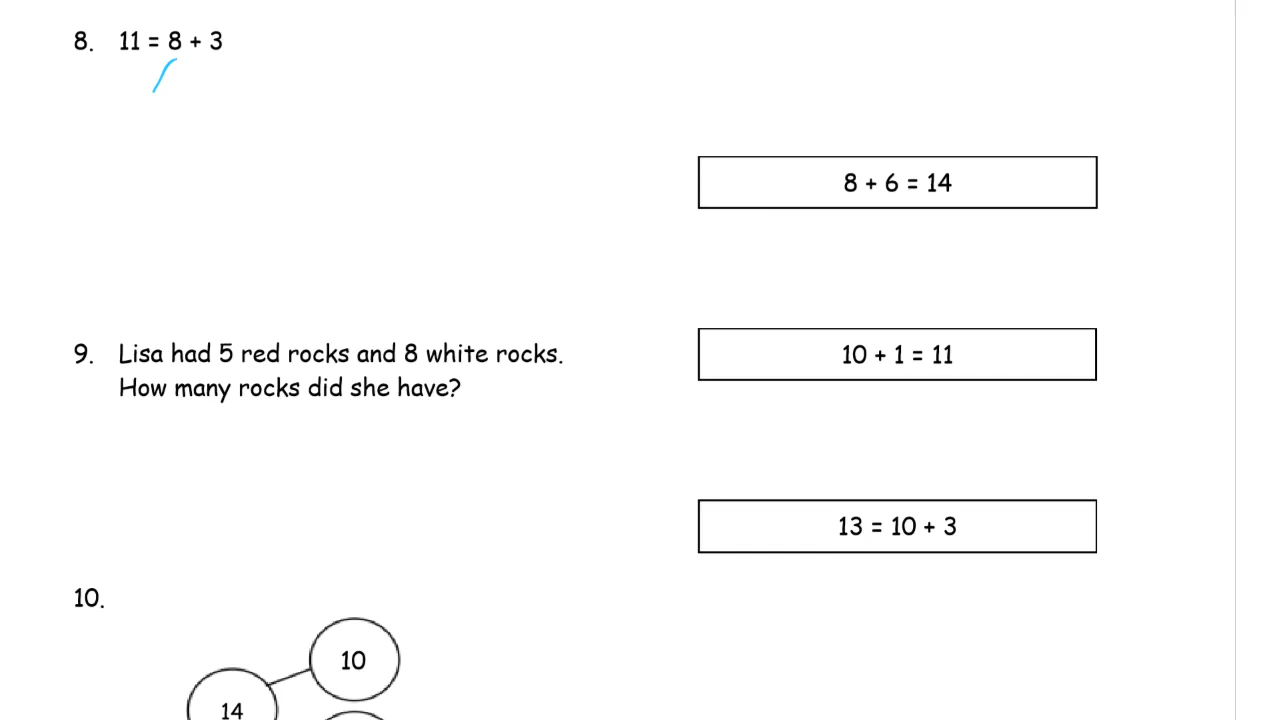 8. 11 = 8 + 3
8 + 6 = 14
9. Lisa had 5 red rocks and 8 white rocks.
How many rocks did she have?
10 + 1 = 11
13 = 10 + 3
10.
10
14